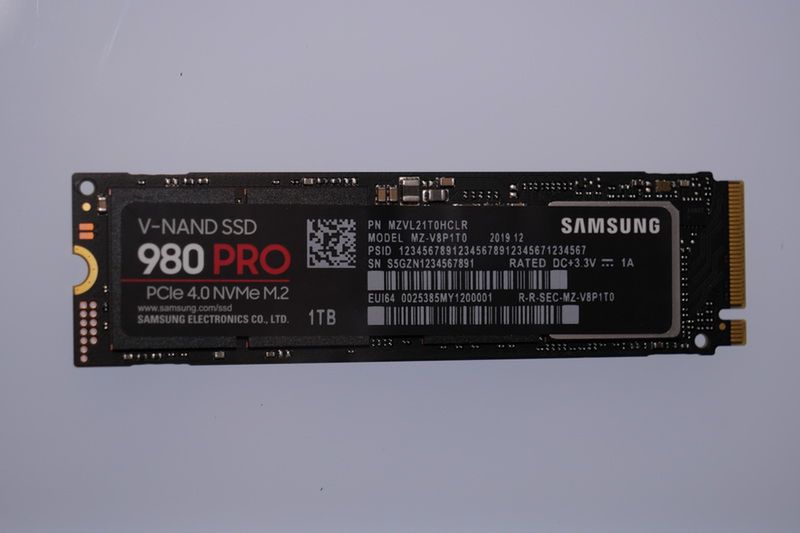 V-NAND SSD
980 PRO
PCIe 4.0 NVMe M.2
www.samsung.com/ssd
SAMSUNG ELECTRONICS CO., LTD.
1TB
PN MZVL21T0HCLR
MODEL MZ-V8P1T0 2019.12
PSID 12345678912345678912345671234567
SN S5GZN1234567891 RATED DC+3.3V ⎓ 1A
EUI64 0025385MY1200001 R-R-SEC-MZ-V8P1T0
SAMSUNG